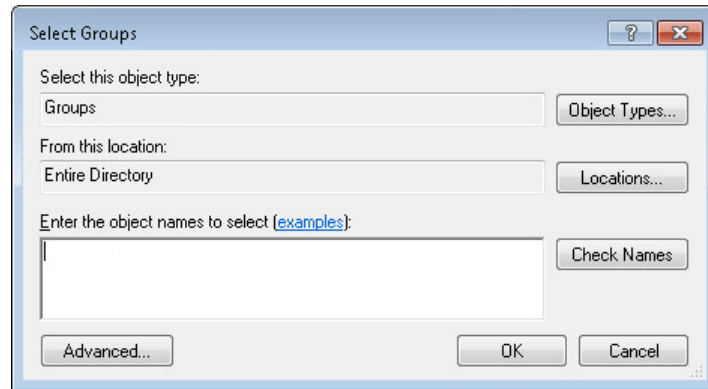 Select Groups
Select this object type:
Groups
Object Types...
From this location:
Entire Directory
Locations...
Enter the object names to select (examples):
Check Names
Advanced...
OK
Cancel